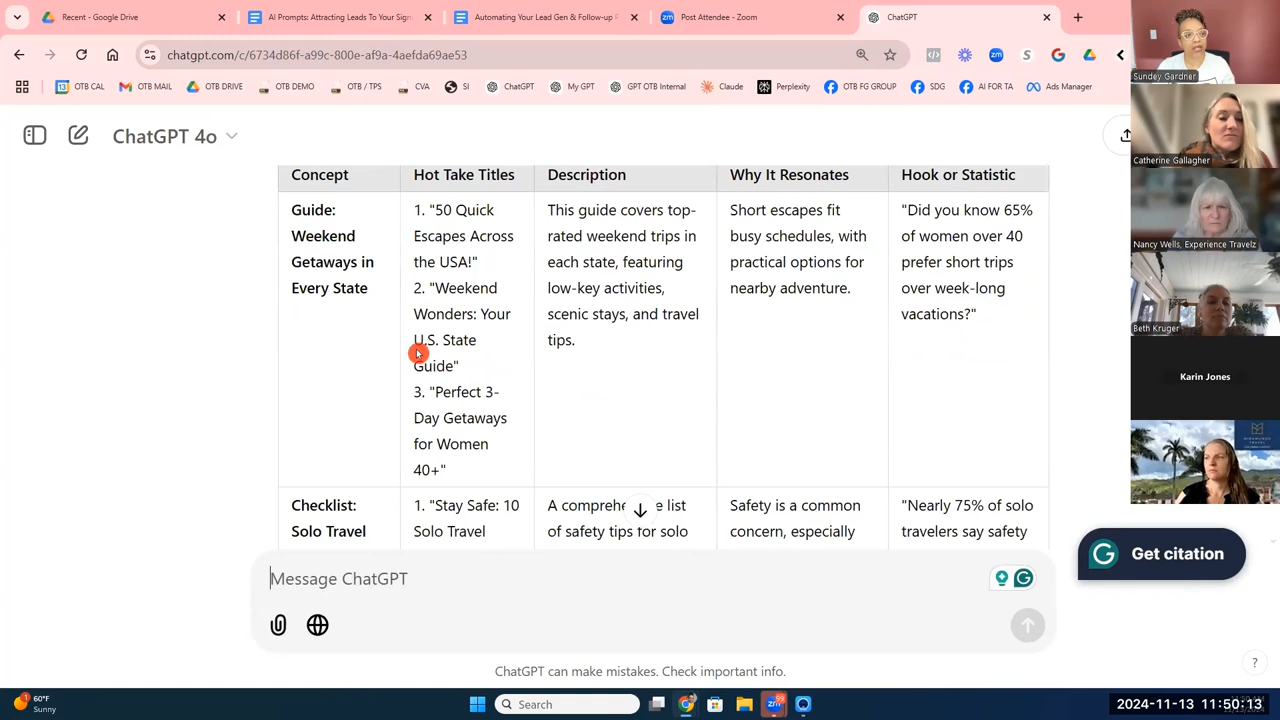 Recent - Google Drive
AI Prompts: Attracting Leads To Your Sign
Automating Your Lead Gen & Follow-up F
Post Attendee - Zoom
ChatGPT
chatgpt.com/c/6734d86f-a99c-800e-af9a-4aefda69ae53
OTB CAL
OTB MAIL
OTB DRIVE
OTB DEMO
OTB / TPS
CVA
ChatGPT
My GPT
GPT OTB Internal
Claude
Perplexity
OTB FG GROUP
SDG
AI FOR TA
Ads Manager
ChatGPT 4o
Concept
Hot Take Titles
Description
Why It Resonates
Hook or Statistic
Guide:
Weekend
Getaways in
Every State
1. "50 Quick
Escapes Across
the USA!"
2. "Weekend
Wonders: Your
U.S. State
Guide"
3. "Perfect 3-
Day Getaways
for Women
40+"
This guide covers top-
rated weekend trips in
each state, featuring
low-key activities,
scenic stays, and travel
tips.
Short escapes fit
busy schedules, with
practical options for
nearby adventure.
"Did you know 65%
of women over 40
prefer short trips
over week-long
vacations?"
Checklist:
Solo Travel
1. "Stay Safe: 10
Solo Travel
A comprehe e list
of safety tips for solo
Safety is a common
concern, especially
"Nearly 75% of solo
travelers say safety
Message ChatGPT
ChatGPT can make mistakes. Check important info.
?
Get citation
Sundey Gardner
Catherine Gallagher
Nancy Wells, Experience Travelz
Beth Kruger
Karin Jones
60°F
Sunny
Search
2024-11-13 11:50:13